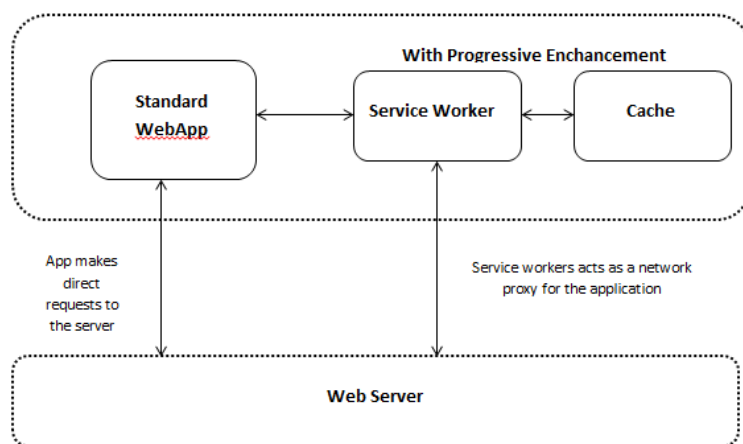 With Progressive Enchancement
Standard
WebApp
Service Worker
Cache
App makes
direct
requests to
the server
Service workers acts as a network
proxy for the application
Web Server